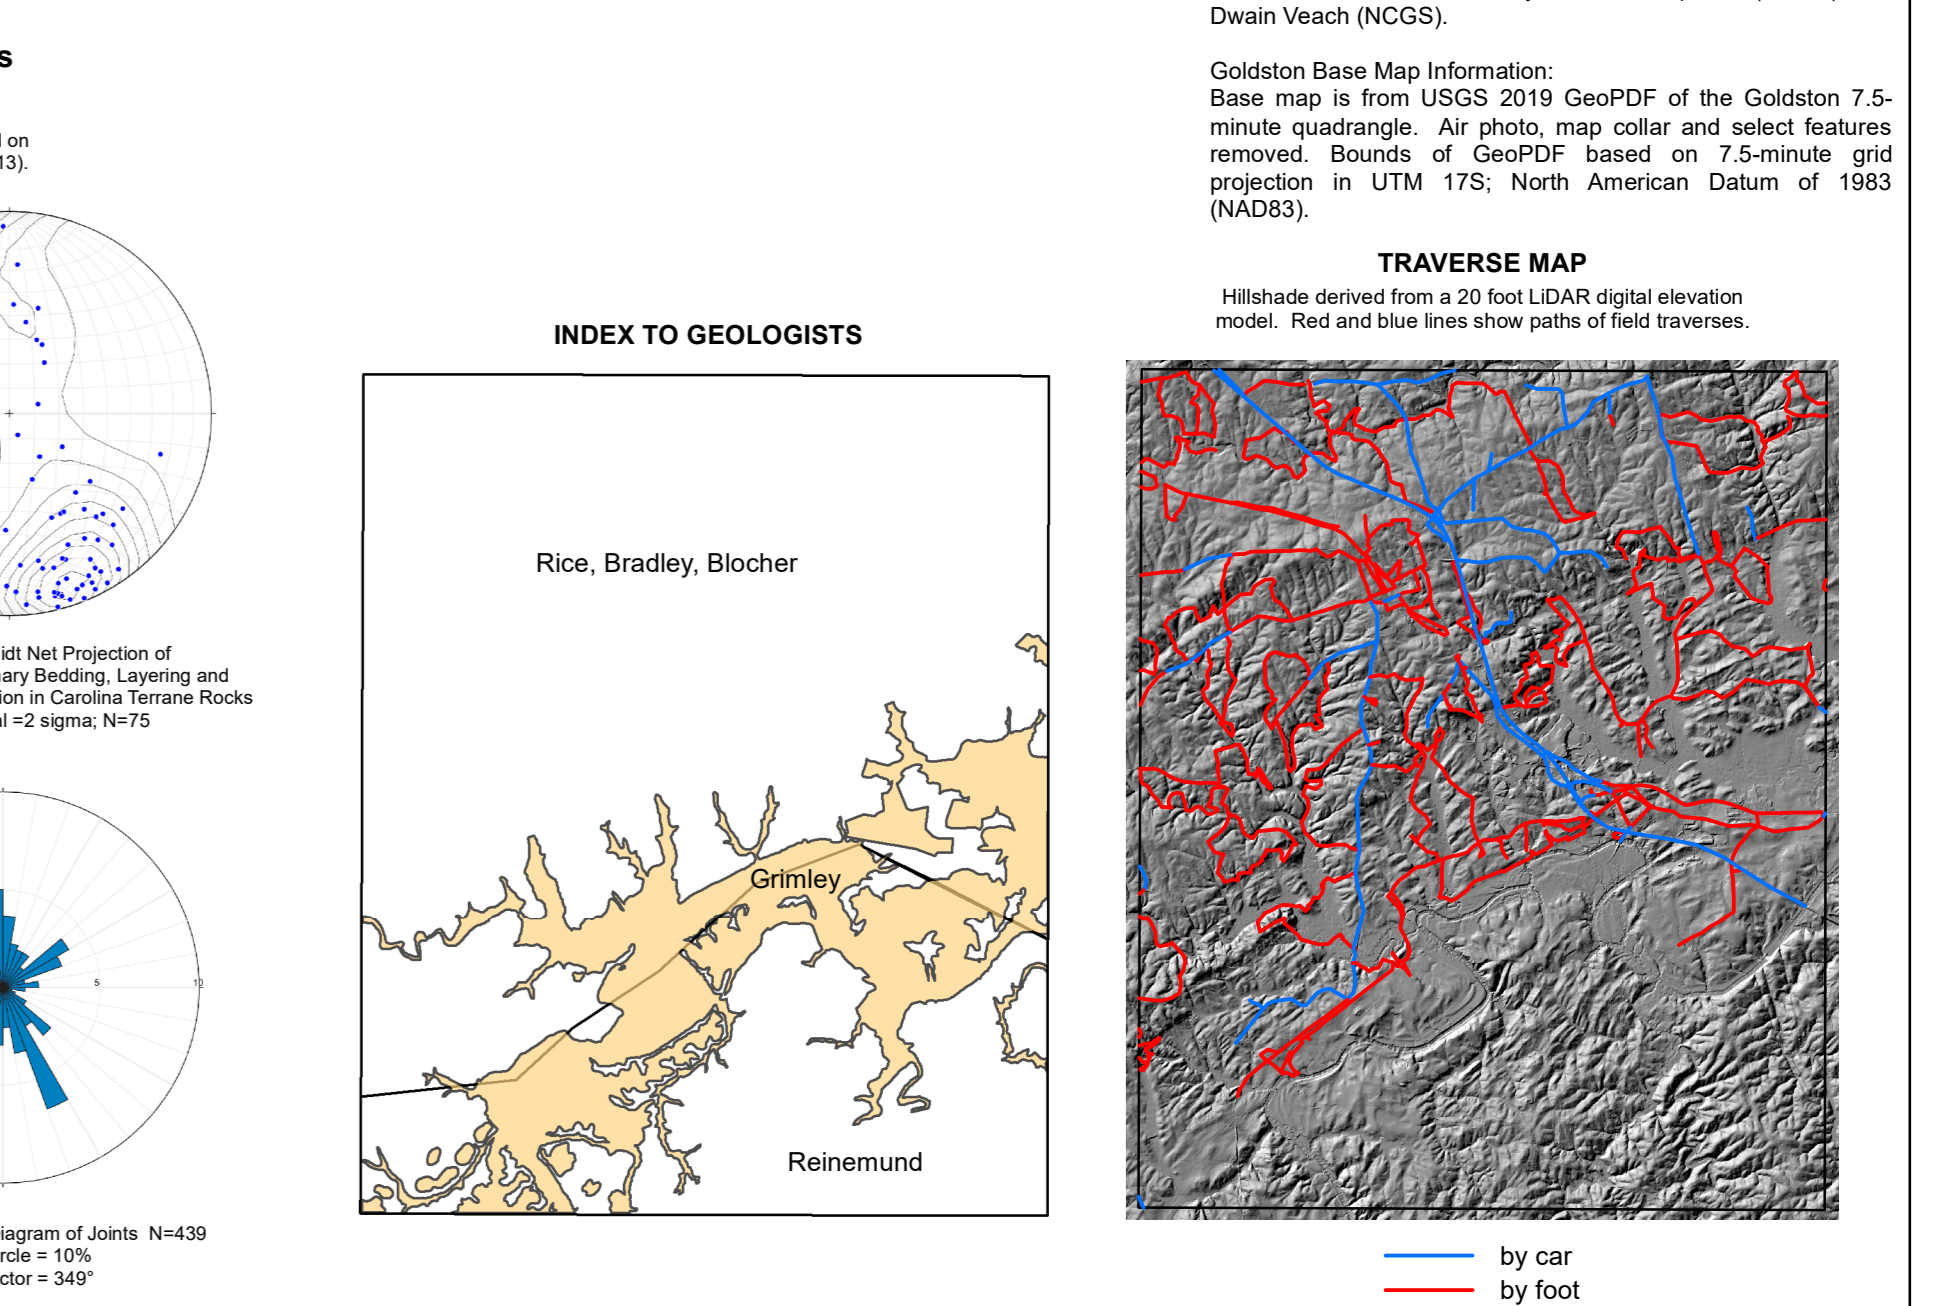 s
l on
13).
idt Net Projection of
nary Bedding, Layering and
ion in Carolina Terrane Rocks
al =2 sigma; N=75
5
10
iagram of Joints N=439
rcle = 10%
ctor = 349°
INDEX TO GEOLOGISTS
Rice, Bradley, Blocher
Grimley
Reinemund
Dwain Veach (NCGS).
Goldston Base Map Information:
Base map is from USGS 2019 GeoPDF of the Goldston 7.5-
minute quadrangle. Air photo, map collar and select features
removed. Bounds of GeoPDF based on 7.5-minute grid
projection in UTM 17S; North American Datum of 1983
(NAD83).
TRAVERSE MAP
Hillshade derived from a 20 foot LiDAR digital elevation
model. Red and blue lines show paths of field traverses.
by car
by foot